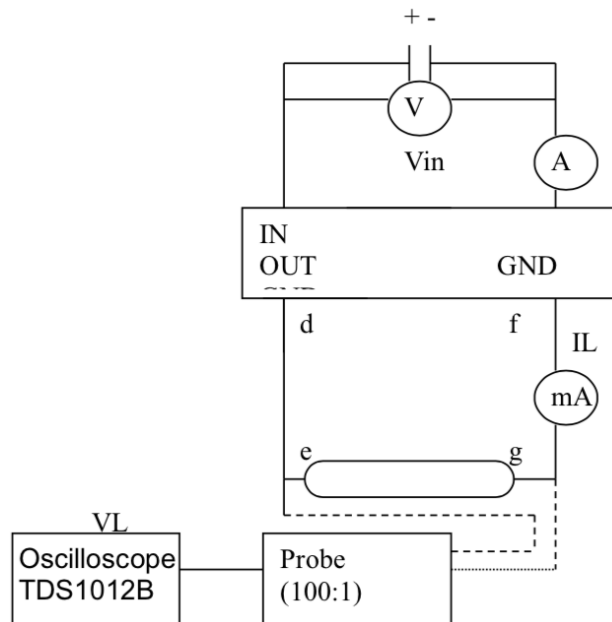 + -
V
Vin
A
IN
OUT
GND
d
f
IL
mA
e
g
VL
Oscilloscope
TDS1012B
Probe
(100:1)